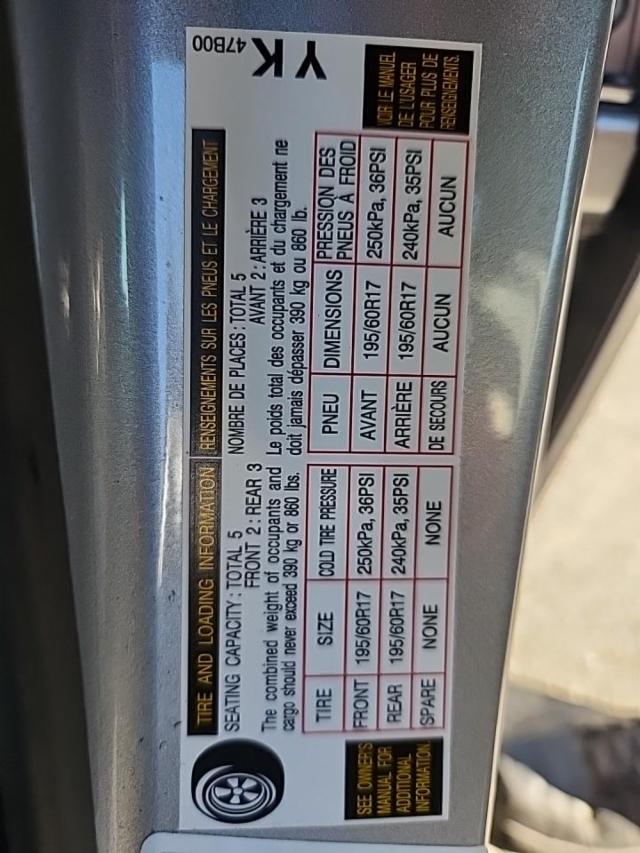 TIRE AND LOADING INFORMATION
SEATING CAPACITY : TOTAL 5
FRONT 2 : REAR 3
The combined weight of occupants and
cargo should never exceed 390 kg or 860 lbs.
TIRE SIZE COLD TIRE PRESSURE
FRONT 195/60R17 250kPa, 36PSI
REAR 195/60R17 240kPa, 35PSI
SPARE NONE NONE
SEE OWNER'S
MANUAL FOR
ADDITIONAL
INFORMATION.
RENSEIGNEMENTS SUR LES PNEUS ET LE CHARGEMENT
NOMBRE DE PLACES : TOTAL 5
AVANT 2 : ARRIÈRE 3
Le poids total des occupants et du chargement ne
doit jamais dépasser 390 kg ou 860 lb.
PNEU DIMENSIONS PRESSION DES
PNEUS À FROID
AVANT 195/60R17 250kPa, 36PSI
ARRIÈRE 195/60R17 240kPa, 35PSI
DE SECOURS AUCUN AUCUN
47B00
YK
VOIR LE MANUEL
DE L'USAGER
POUR PLUS DE
RENSEIGNEMENTS.